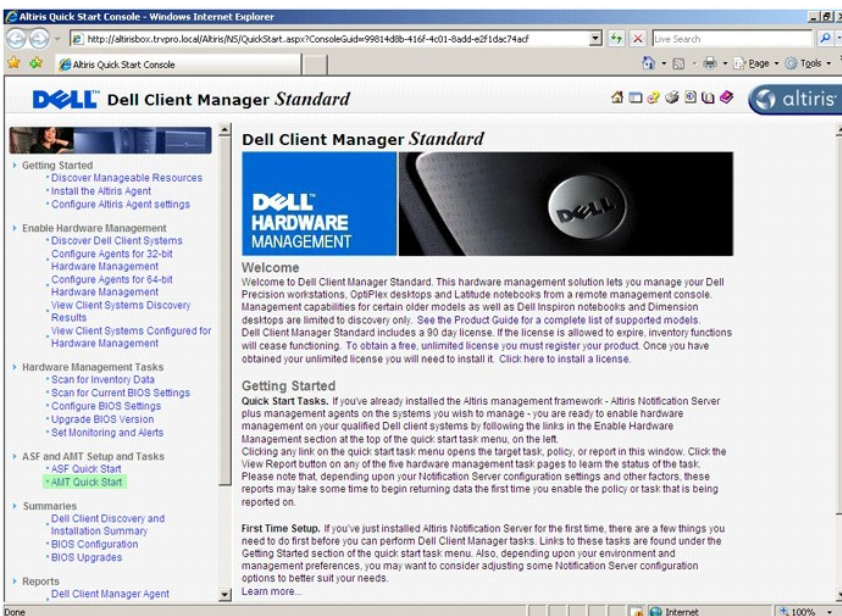 Altiris Quick Start Console - Windows Internet Explorer
http://altirisbox.trvpro.local/Altiris/NS/QuickStart.aspx?ConsoleGuid=99814d8b-416f-4c01-8add-e2f1dac74acf
Live Search
Altiris Quick Start Console
Page
Tools
DELL™ Dell Client Manager Standard
altiris
Getting Started
Discover Manageable Resources
Install the Altiris Agent
Configure Altiris Agent settings
Enable Hardware Management
Discover Dell Client Systems
Configure Agents for 32-bit
Hardware Management
Configure Agents for 64-bit
Hardware Management
View Client Systems Discovery
Results
View Client Systems Configured for
Hardware Management
Hardware Management Tasks
Scan for Inventory Data
Scan for Current BIOS Settings
Configure BIOS Settings
Upgrade BIOS Version
Set Monitoring and Alerts
ASF and AMT Setup and Tasks
ASF Quick Start
AMT Quick Start
Summaries
Dell Client Discovery and
Installation Summary
BIOS Configuration
BIOS Upgrades
Reports
Dell Client Manager Agent
Dell Client Manager Standard
DELL™
HARDWARE
MANAGEMENT
DELL
Welcome
Welcome to Dell Client Manager Standard. This hardware management solution lets you manage your Dell
Precision workstations, OptiPlex desktops and Latitude notebooks from a remote management console.
Management capabilities for certain older models as well as Dell Inspiron notebooks and Dimension
desktops are limited to discovery only. See the Product Guide for a complete list of supported models.
Dell Client Manager Standard includes a 90 day license. If the license is allowed to expire, inventory functions
will cease functioning. To obtain a free, unlimited license you must register your product. Once you have
obtained your unlimited license you will need to install it. Click here to install a license.
Getting Started
Quick Start Tasks. If you've already installed the Altiris management framework - Altiris Notification Server
plus management agents on the systems you wish to manage - you are ready to enable hardware
management on your qualified Dell client systems by following the links in the Enable Hardware
Management section at the top of the quick start task menu, on the left.
Clicking any link on the quick start task menu opens the target task, policy, or report in this window. Click the
View Report button on any of the five hardware management task pages to learn the status of the task.
Please note that, depending upon your Notification Server configuration settings and other factors, these
reports may take some time to begin returning data the first time you enable the policy or task that is being
reported on.
First Time Setup. If you've just installed Altiris Notification Server for the first time, there are a few things you
need to do first before you can perform Dell Client Manager tasks. Links to these tasks are found under the
Getting Started section of the quick start task menu. Also, depending upon your environment and
management preferences, you may want to consider adjusting some Notification Server configuration
options to better suit your needs.
Learn more...
Done
Internet
100%